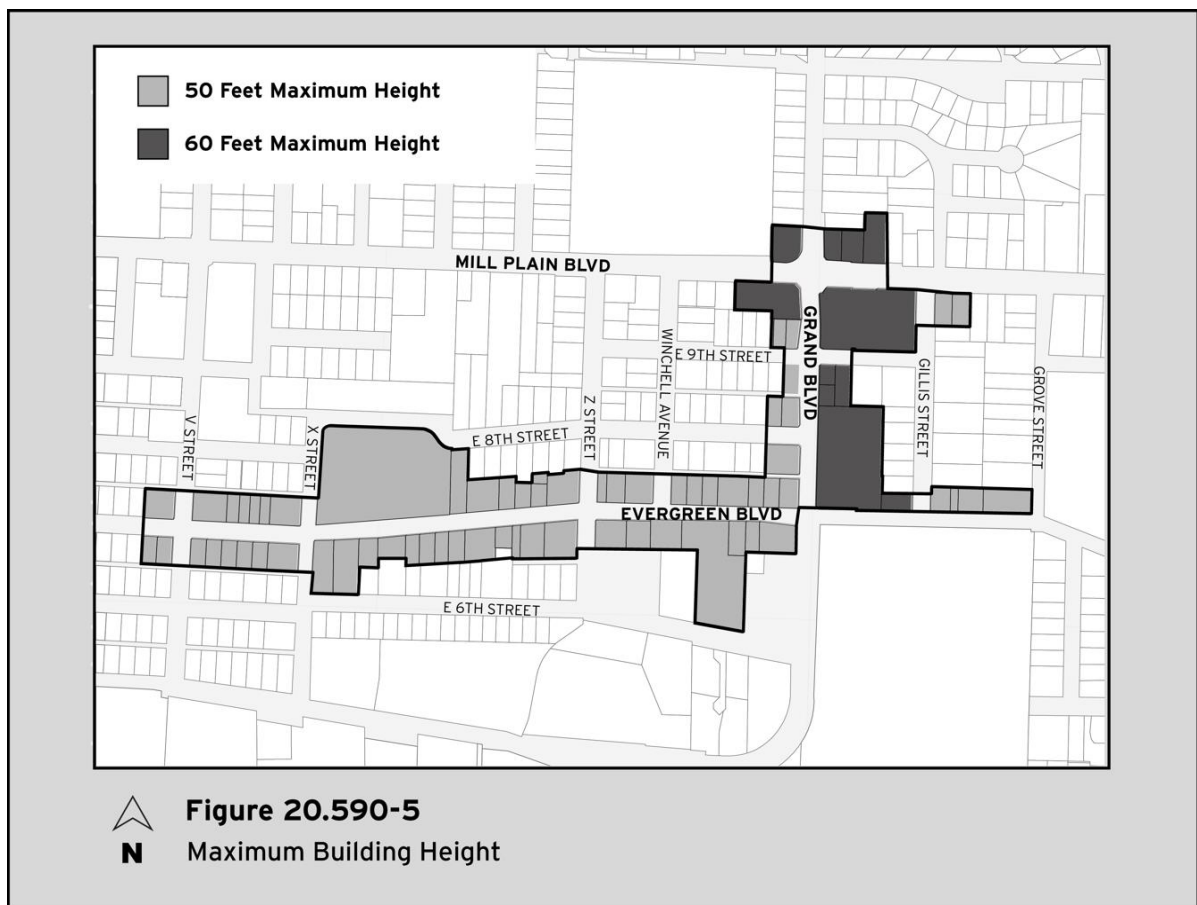 50 Feet Maximum Height
60 Feet Maximum Height
MILL PLAIN BLVD
GRAND BLVD
WINCHELL AVENUE
E 9TH STREET
GILLIS STREET
GROVE STREET
Z STREET
V STREET
X STREET
E 8TH STREET
EVERGREEN BLVD
E 6TH STREET
Figure 20.590-5
N Maximum Building Height